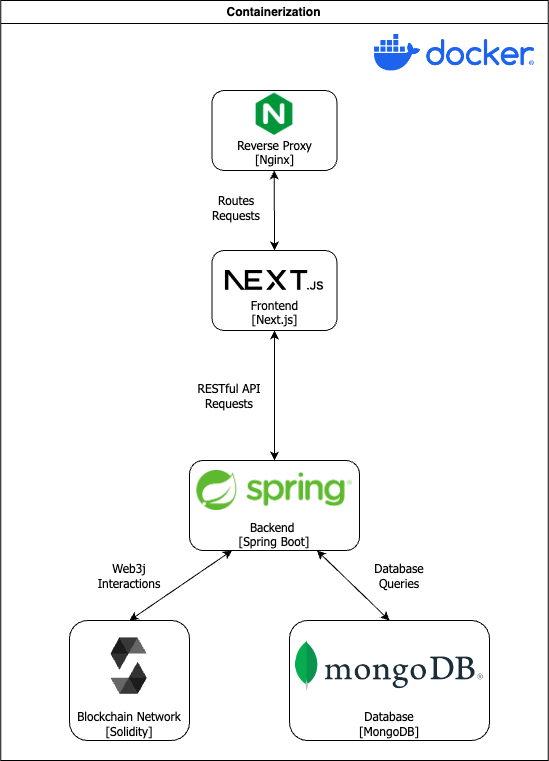 Containerization
docker®
N
Reverse Proxy
[Nginx]
Routes
Requests
NEXT.JS
Frontend
[Next.js]
RESTful API
Requests
spring®
Backend
[Spring Boot]
Web3j
Interactions
Database
Queries
Blockchain Network
[Solidity]
mongoDB®
Database
[MongoDB]